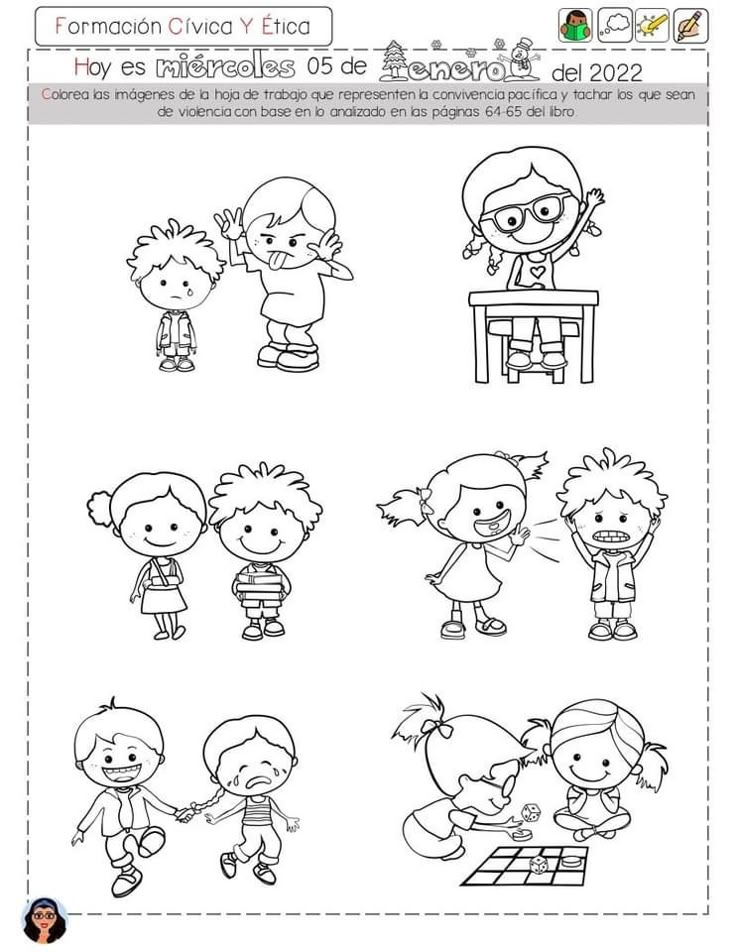 Formación Cívica Y Ética
Hoy es miércoles 05 de enero del 2022
Colorea las imágenes de la hoja de trabajo que representen la convivencia pacífica y tachar los que sean
de violencia con base en lo analizado en las páginas 64-65 del libro.